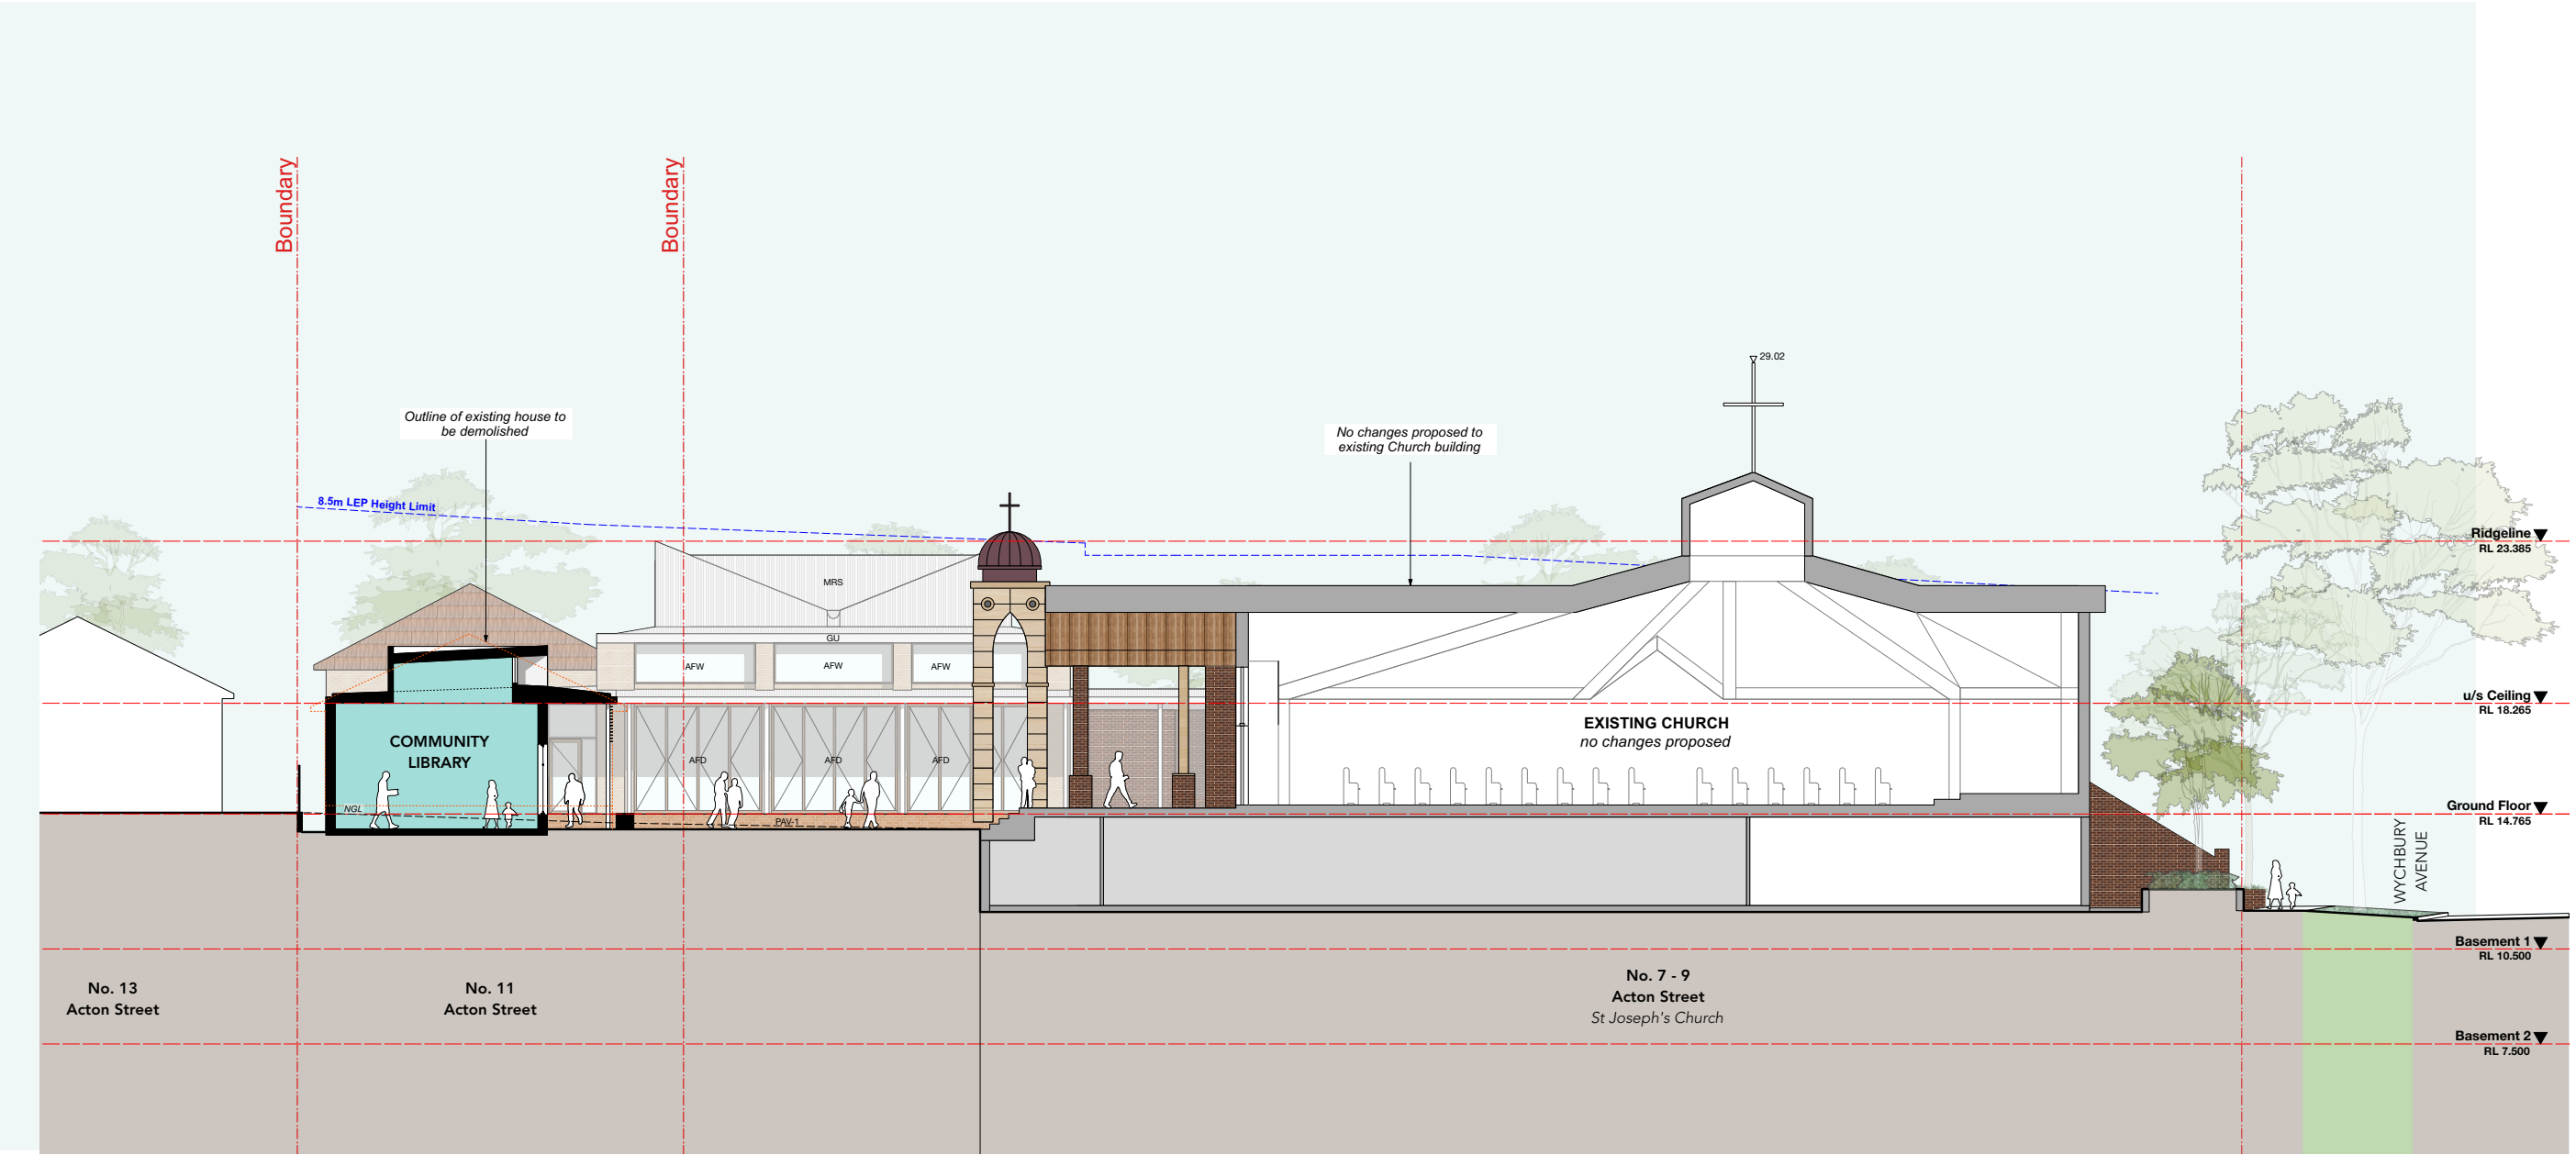 Boundary
Boundary
29.02
Outline of existing house to
be demolished
No changes proposed to
existing Church building
8.5m LEP Height Limit
Ridgeline
RL 23.385
MRS
GU
AFW
AFW
AFW
u/s Ceiling
RL 18.265
EXISTING CHURCH
no changes proposed
COMMUNITY
LIBRARY
AFD
AFD
AFD
NGL
PAV-1
Ground Floor
RL 14.765
WYCHBURY
AVENUE
Basement 1
RL 10.500
No. 13
Acton Street
No. 11
Acton Street
No. 7 - 9
Acton Street
St Joseph's Church
Basement 2
RL 7.500